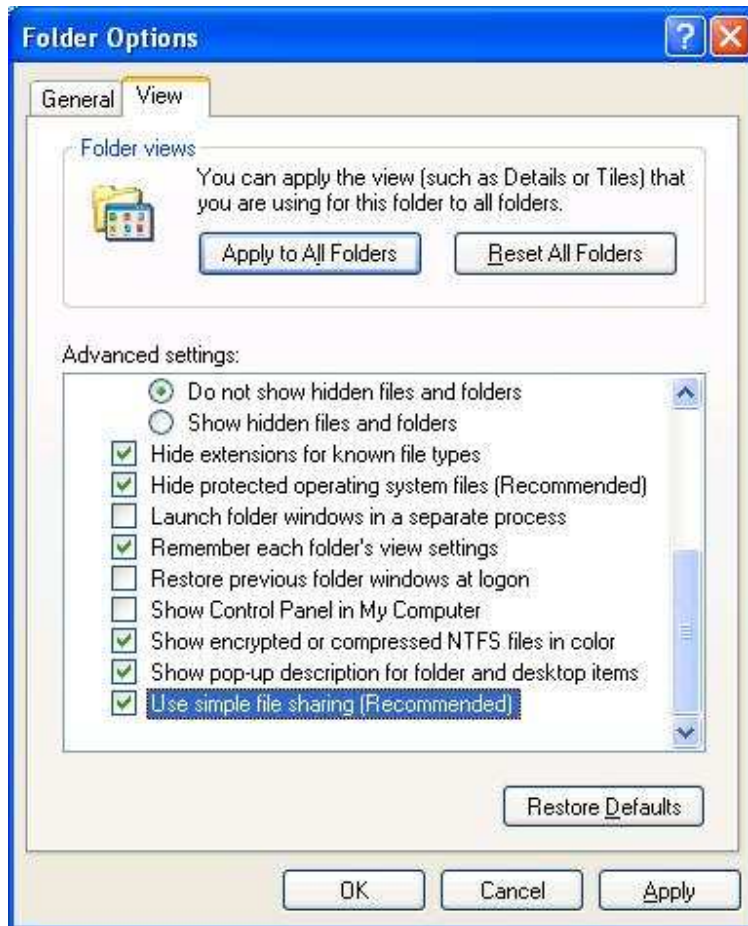 Folder Options
General View
Folder views
You can apply the view (such as Details or Tiles) that
you are using for this folder to all folders.
Apply to All Folders Reset All Folders
Advanced settings:
Do not show hidden files and folders
Show hidden files and folders
Hide extensions for known file types
Hide protected operating system files (Recommended)
Launch folder windows in a separate process
Remember each folder's view settings
Restore previous folder windows at logon
Show Control Panel in My Computer
Show encrypted or compressed NTFS files in color
Show pop-up description for folder and desktop items
Use simple file sharing (Recommended)
Restore Defaults
OK Cancel Apply